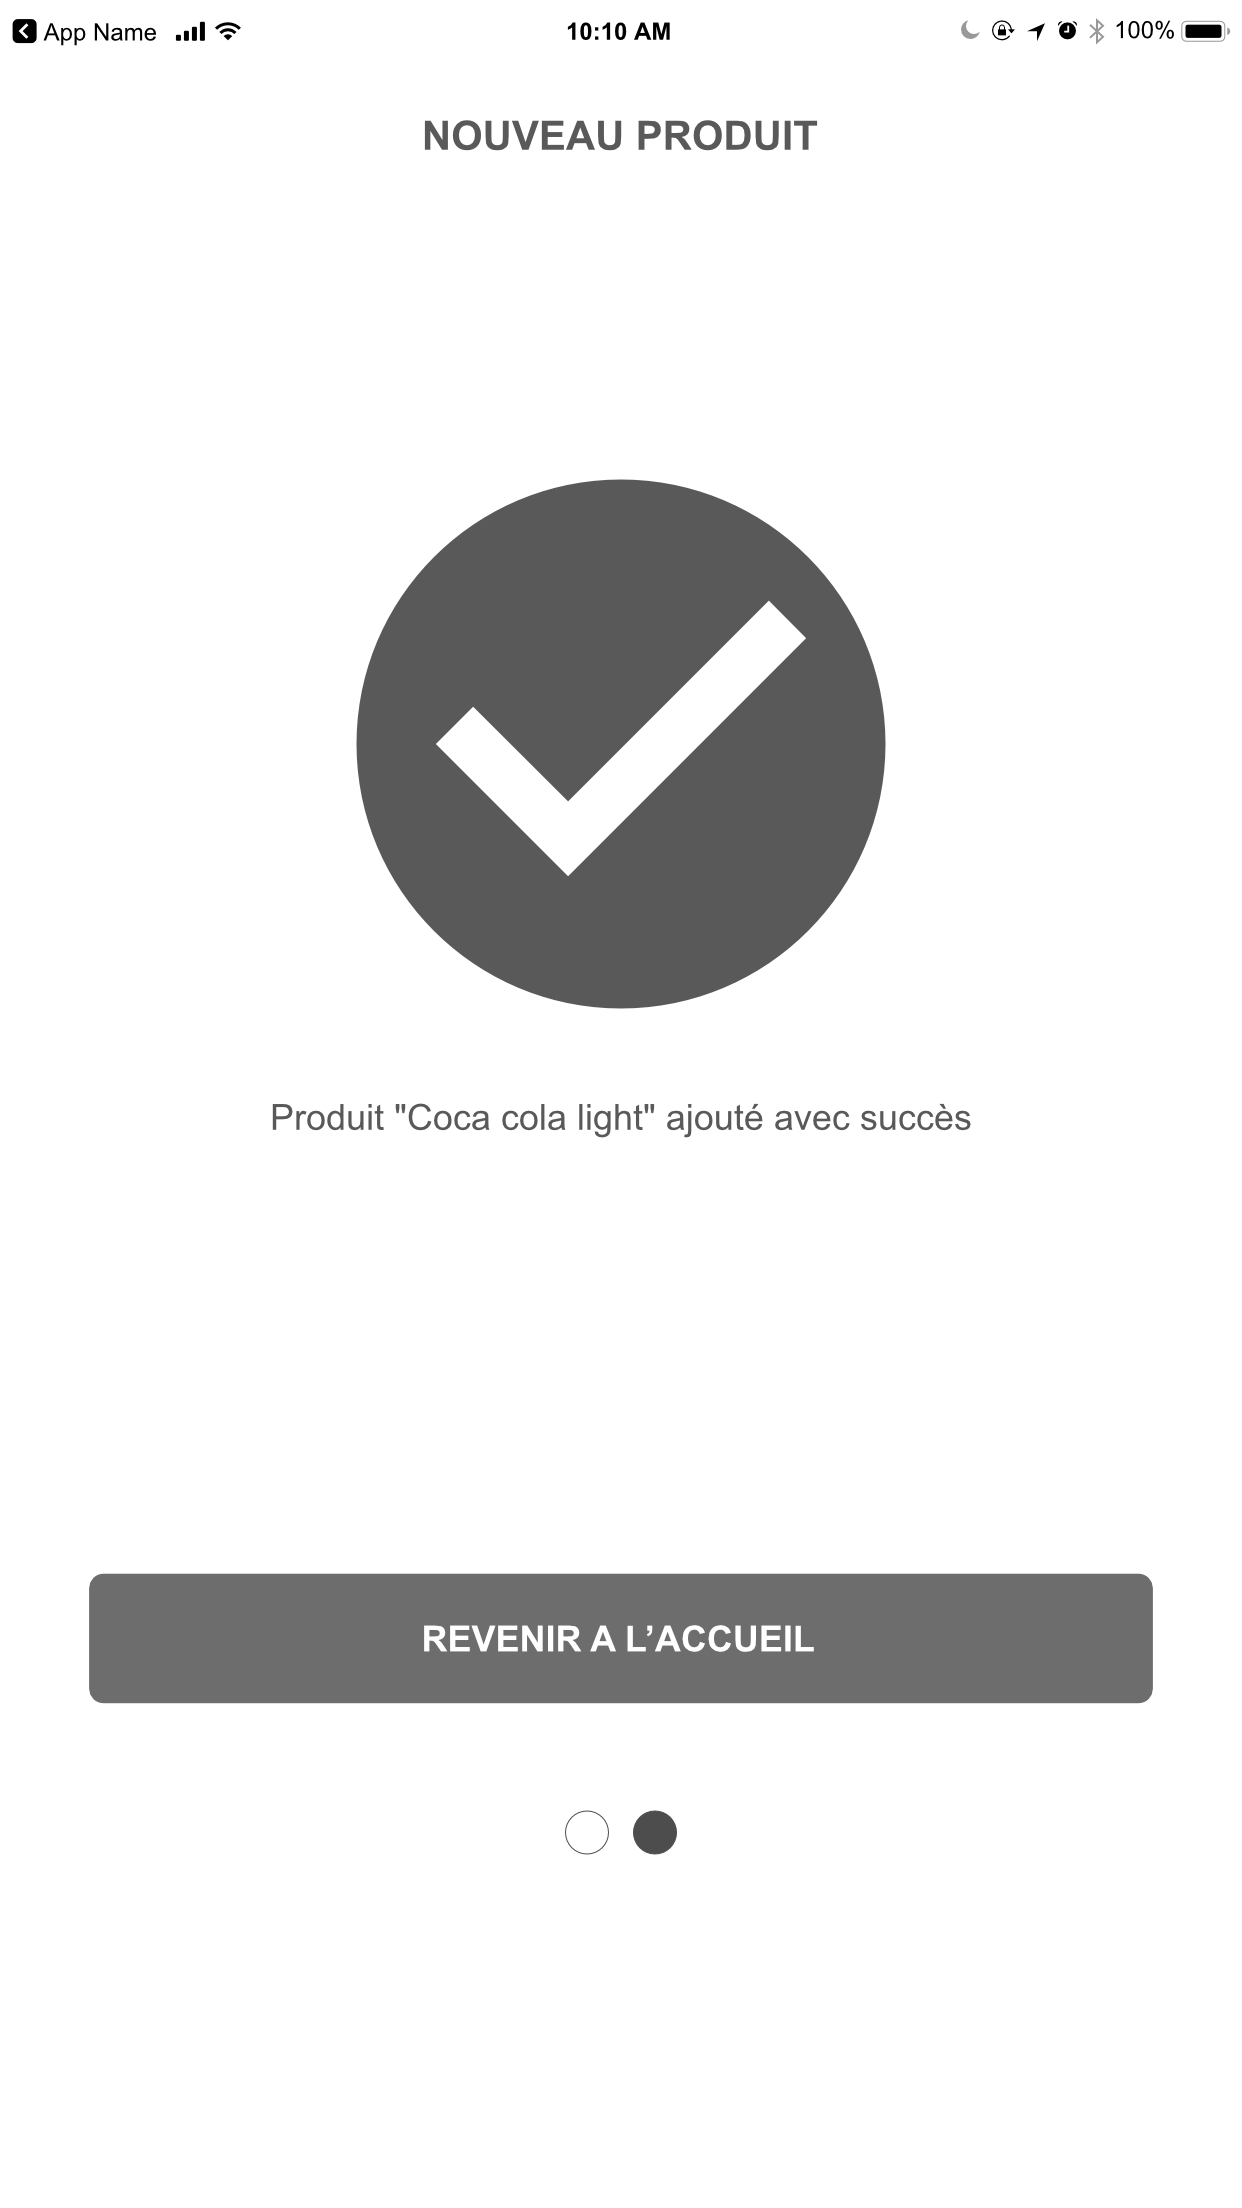 App Name 10:10 AM 100%
NOUVEAU PRODUIT
Produit "Coca cola light" ajouté avec succès
REVENIR A L’ACCUEIL